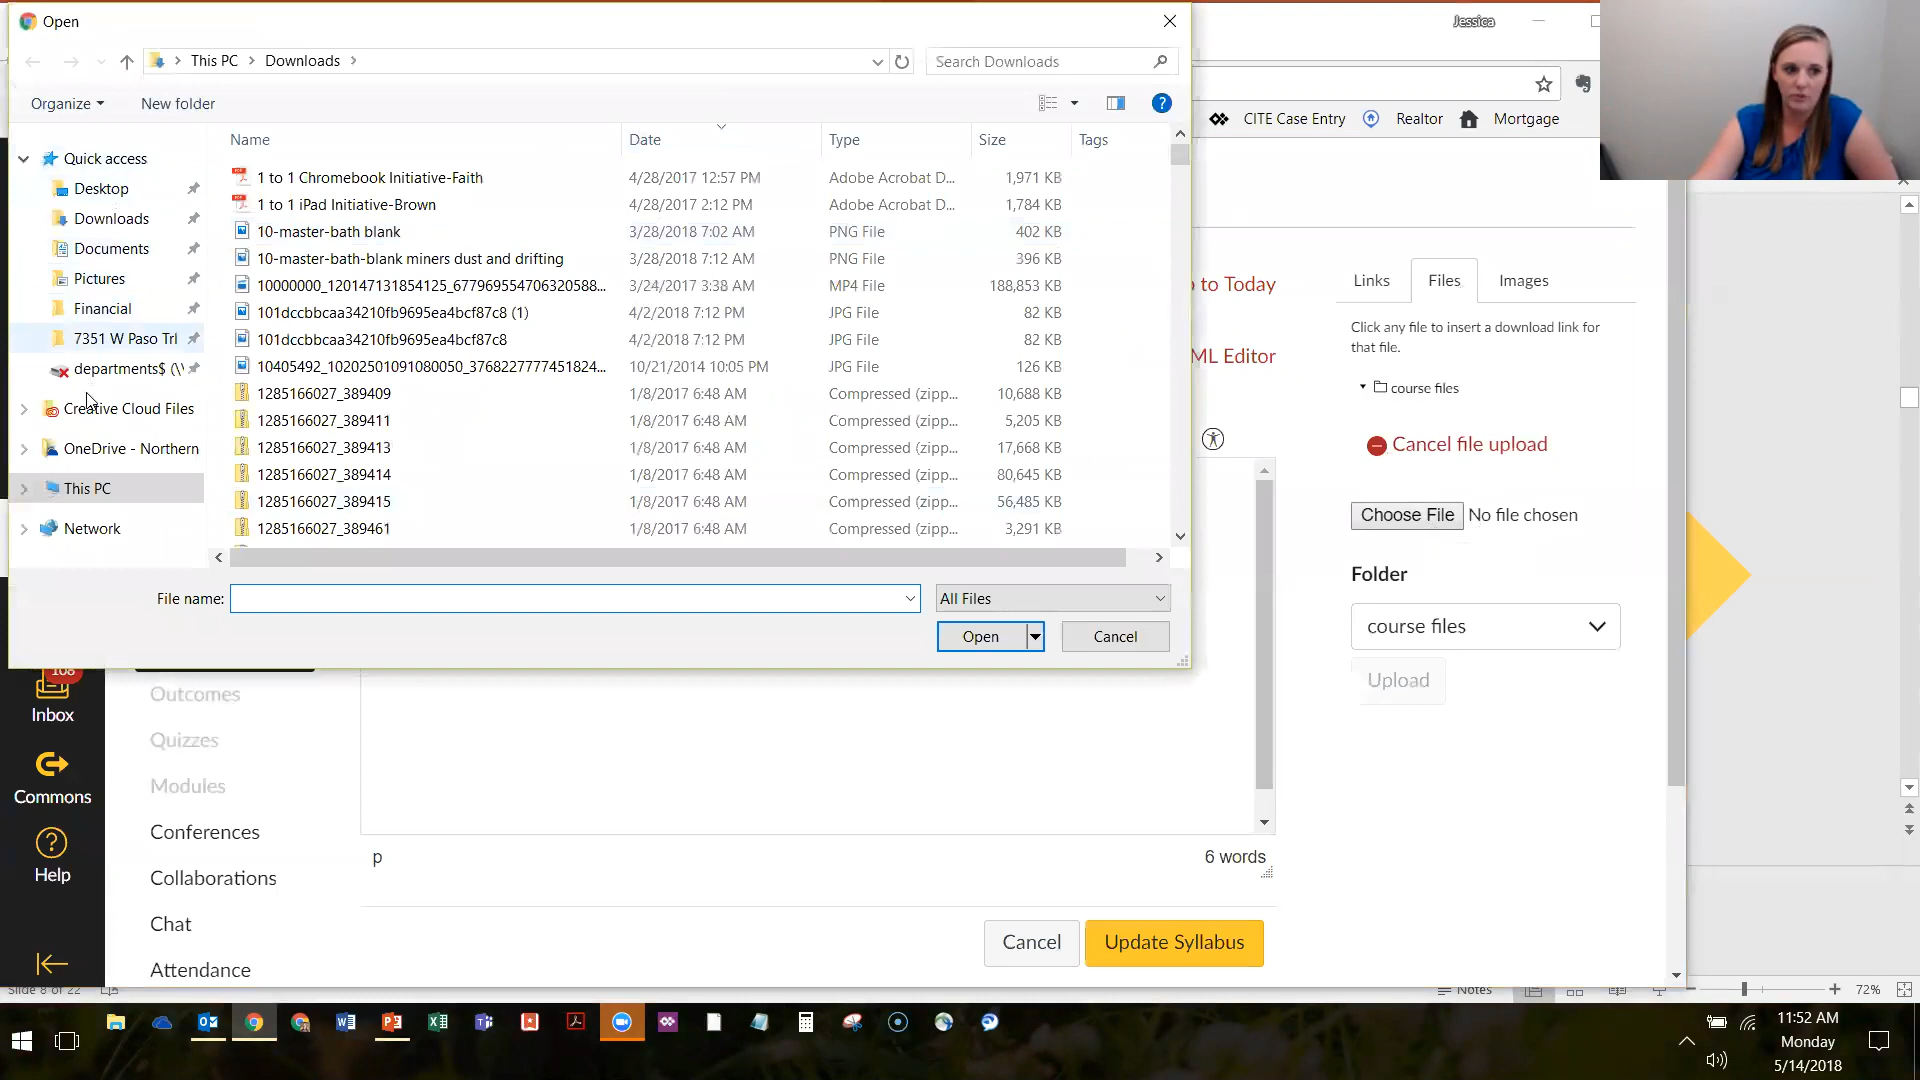 Open
Jessica
This PC
Downloads
Search Downloads
Organize
New folder
CITE Case Entry
Realtor
Mortgage
Name
Date
Type
Size
Tags
Quick access
Desktop
Downloads
Documents
Pictures
Financial
7351 W Paso Trl
departments$ (\\
Creative Cloud Files
OneDrive - Northern
This PC
Network
1 to 1 Chromebook Initiative-Faith 4/28/2017 12:57 PM Adobe Acrobat D... 1,971 KB
1 to 1 iPad Initiative-Brown 4/28/2017 2:12 PM Adobe Acrobat D... 1,784 KB
10-master-bath blank 3/28/2018 7:02 AM PNG File 402 KB
10-master-bath-blank miners dust and drifting 3/28/2018 7:12 AM PNG File 396 KB
10000000_120147131854125_677969554706320588... 3/24/2017 3:38 AM MP4 File 188,853 KB
101dccbbcaa34210fb9695ea4bcf87c8 (1) 4/2/2018 7:12 PM JPG File 82 KB
101dccbbcaa34210fb9695ea4bcf87c8 4/2/2018 7:12 PM JPG File 82 KB
10405492_10202501091080050_3768227777451824... 10/21/2014 10:05 PM JPG File 126 KB
1285166027_389409 1/8/2017 6:48 AM Compressed (zipp... 10,688 KB
1285166027_389411 1/8/2017 6:48 AM Compressed (zipp... 5,205 KB
1285166027_389413 1/8/2017 6:48 AM Compressed (zipp... 17,668 KB
1285166027_389414 1/8/2017 6:48 AM Compressed (zipp... 80,645 KB
1285166027_389415 1/8/2017 6:48 AM Compressed (zipp... 56,485 KB
1285166027_389461 1/8/2017 6:48 AM Compressed (zipp... 3,291 KB
File name:
All Files
Open
Cancel
to Today
ML Editor
Links
Files
Images
Click any file to insert a download link for
that file.
course files
Cancel file upload
Choose File No file chosen
Folder
course files
Upload
108
Inbox
Commons
Help
Outcomes
Quizzes
Modules
Conferences
Collaborations
Chat
Attendance
p
6 words
Cancel
Update Syllabus
Slide 8 of 22
Notes
72%
11:52 AM
Monday
5/14/2018